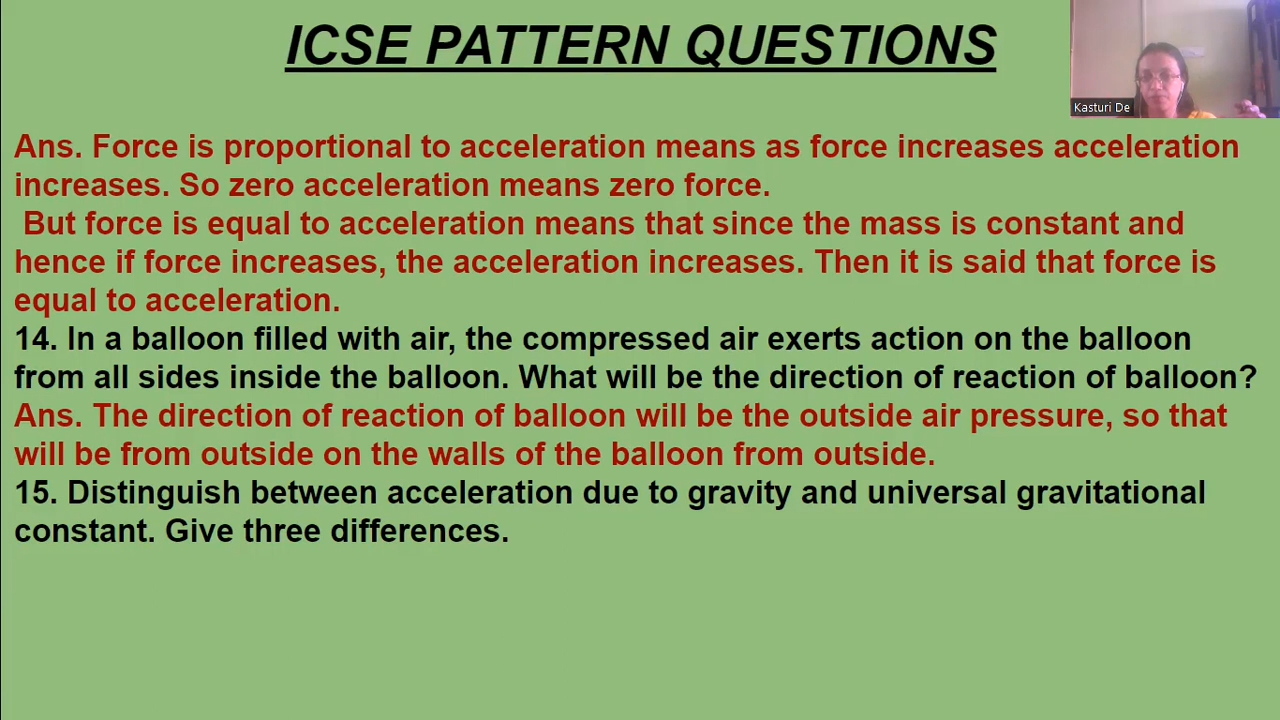 ICSE PATTERN QUESTIONS
Kasturi De
Ans. Force is proportional to acceleration means as force increases acceleration
increases. So zero acceleration means zero force.
But force is equal to acceleration means that since the mass is constant and
hence if force increases, the acceleration increases. Then it is said that force is
equal to acceleration.
14. In a balloon filled with air, the compressed air exerts action on the balloon
from all sides inside the balloon. What will be the direction of reaction of balloon?
Ans. The direction of reaction of balloon will be the outside air pressure, so that
will be from outside on the walls of the balloon from outside.
15. Distinguish between acceleration due to gravity and universal gravitational
constant. Give three differences.